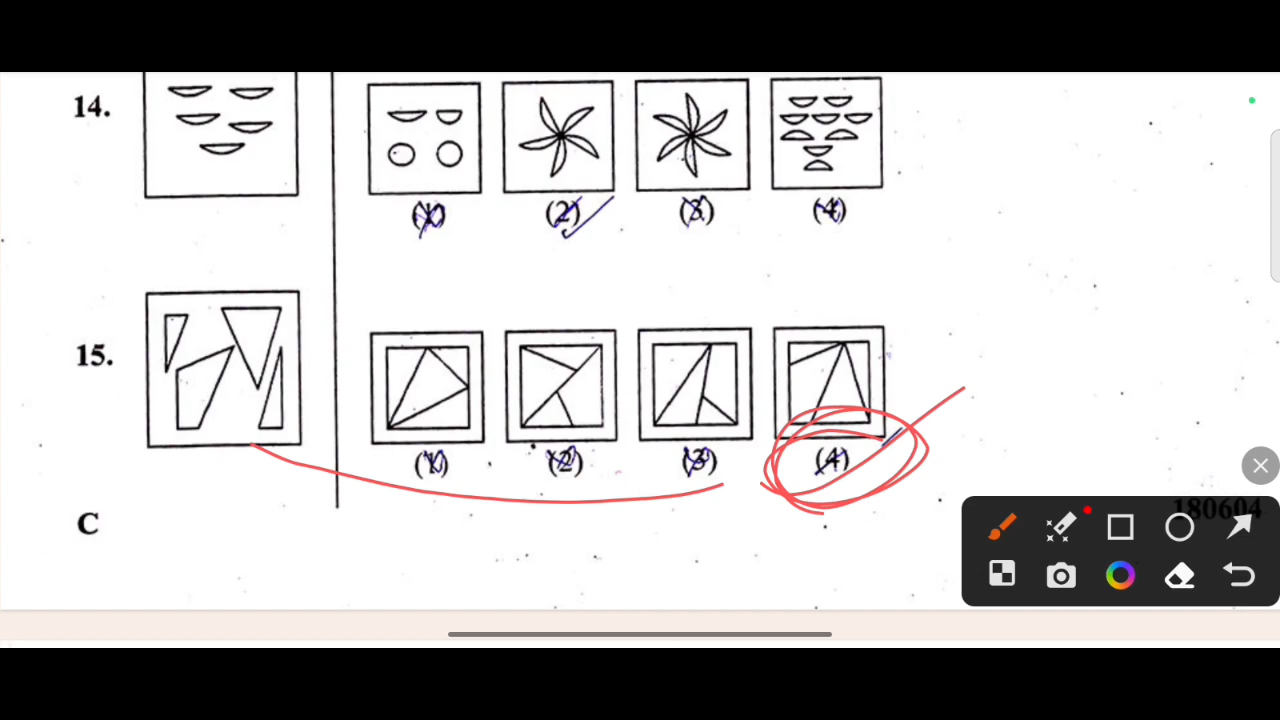 14.
(1) (2) (3) (4)
15.
(1) (2) (3) (4)
C
180604